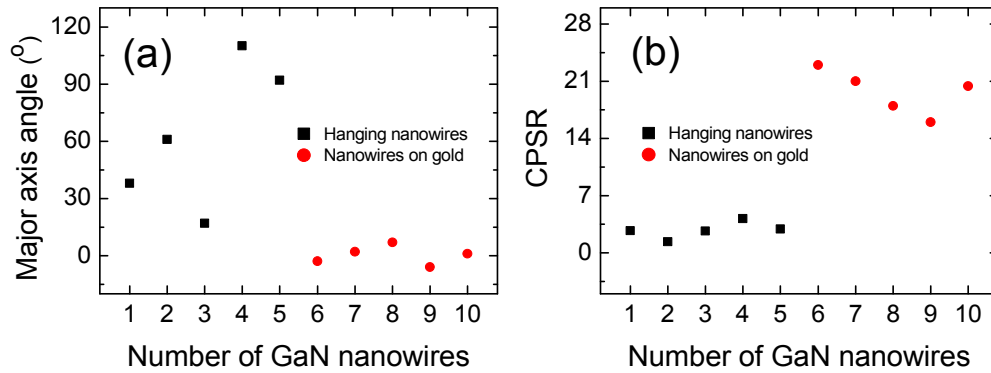 (a)
Major axis angle (°)
120
90
60
30
0
Hanging nanowires
Nanowires on gold
1 2 3 4 5 6 7 8 9 10
Number of GaN nanowires
(b)
CPSR
28
21
14
7
0
Hanging nanowires
Nanowires on gold
1 2 3 4 5 6 7 8 9 10
Number of GaN nanowires